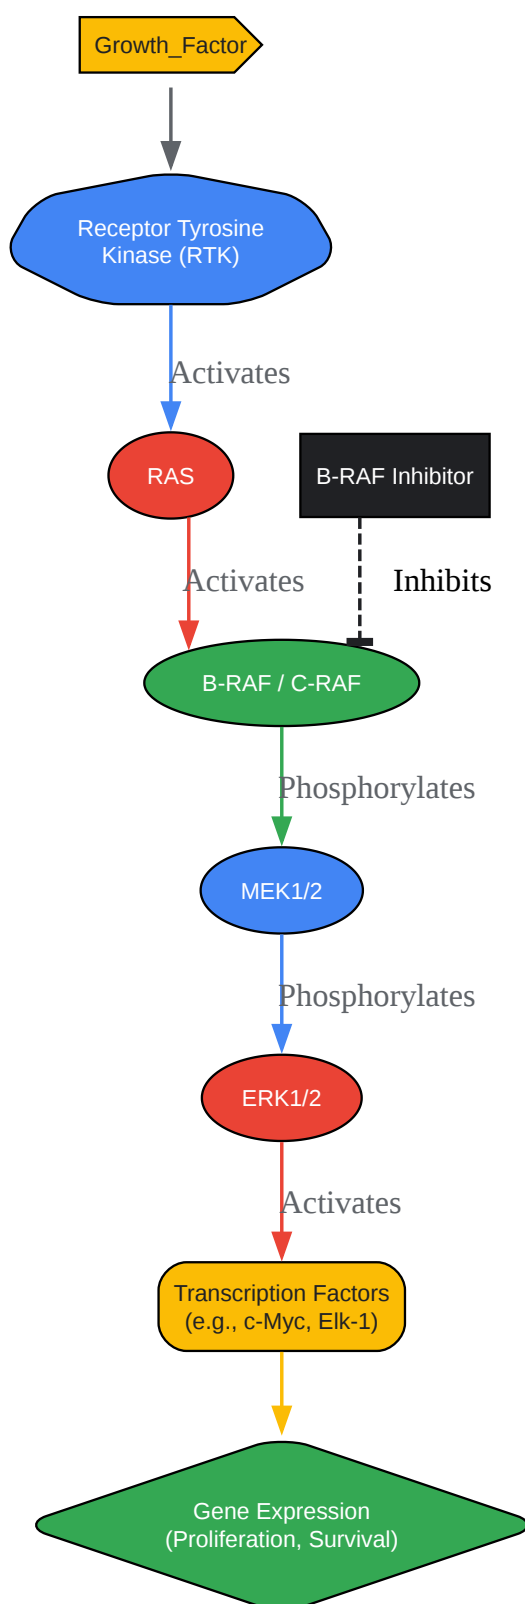 Growth_Factor
Receptor Tyrosine
Kinase (RTK)
Activates
RAS
B-RAF Inhibitor
Activates
Inhibits
B-RAF / C-RAF
Phosphorylates
MEK1/2
Phosphorylates
ERK1/2
Activates
Transcription Factors
(e.g., c-Myc, Elk-1)
Gene Expression
(Proliferation, Survival)